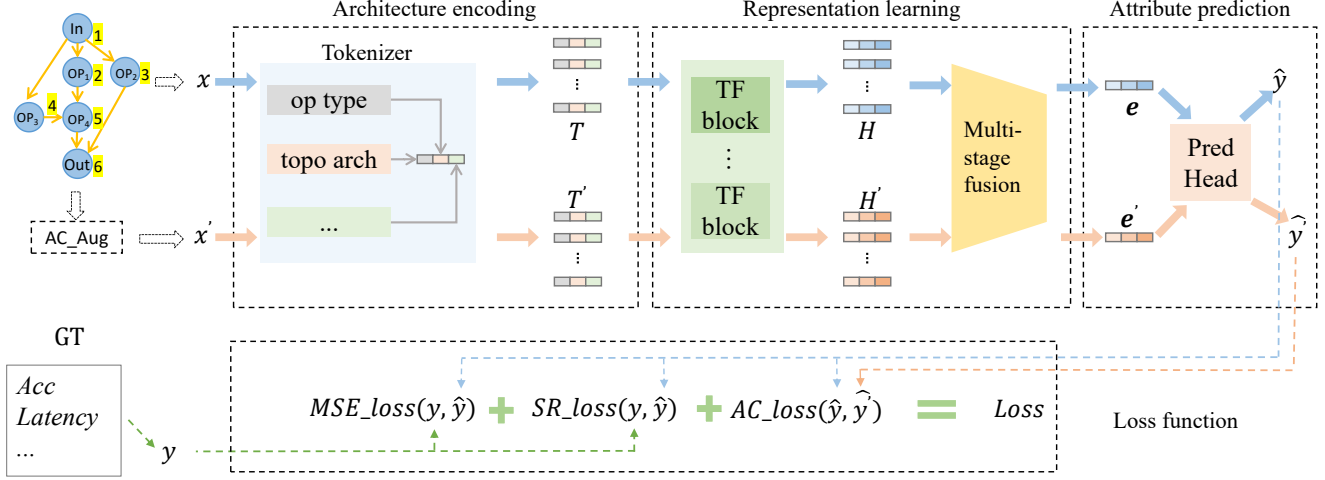 Architecture encoding
Representation learning
Attribute prediction
In
1
OP₁
2
OP₂
3
OP₃
4
OP₄
5
Out
6
AC_Aug
x
x'
Tokenizer
op type
topo arch
...
T
T'
TF
block
⋮
TF
block
H
H'
Multi-
stage
fusion
e
e'
Pred
Head
ŷ
ŷ'
GT
Acc
Latency
...
y
MSE_loss(y, ŷ) + SR_loss(y, ŷ) + AC_loss(ŷ, ŷ') = Loss
Loss function